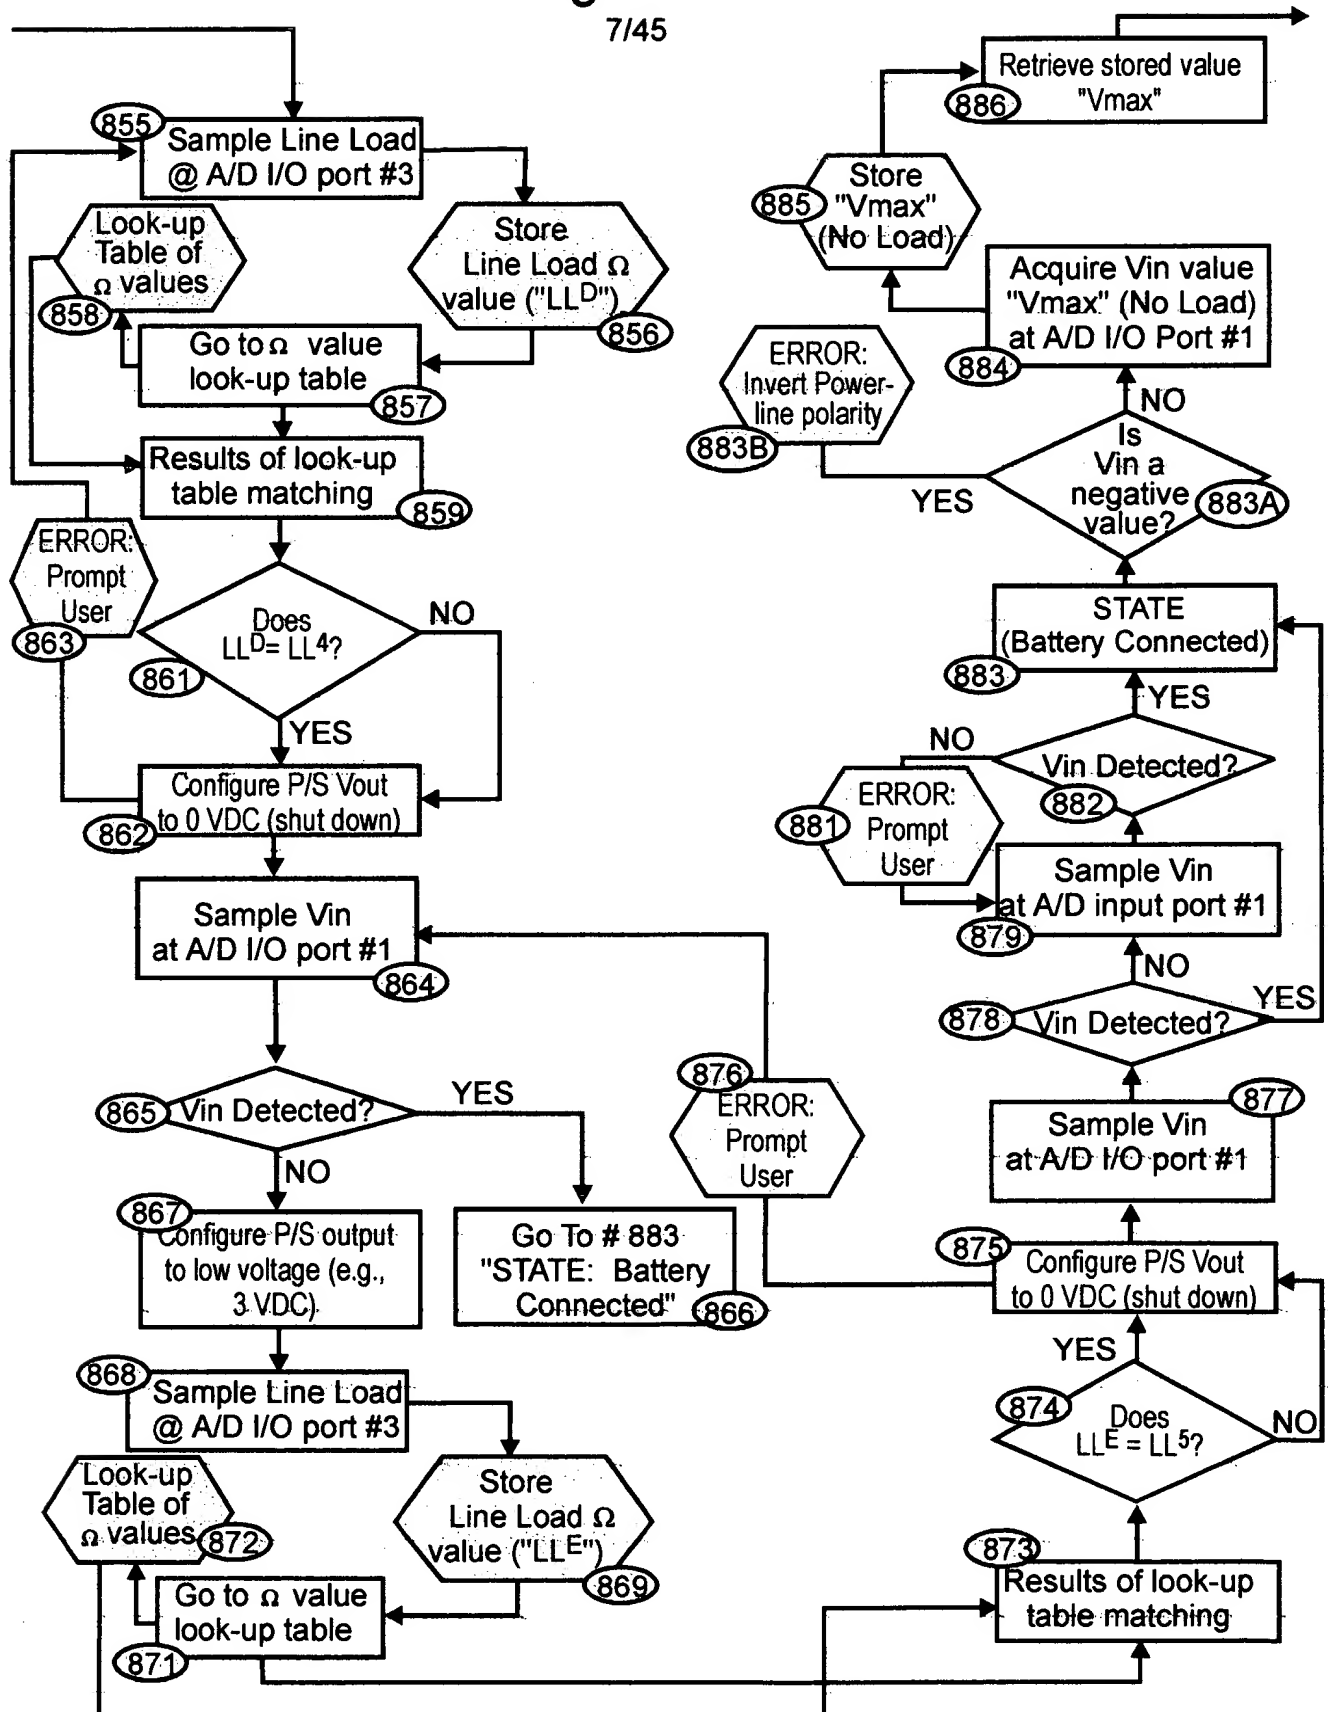 7/45
855
Sample Line Load
@ A/D I/O port #3
Look-up
Table of
Ω values
858
Store
Line Load Ω
value ("LLD")
856
Go to Ω value
look-up table
857
Results of look-up
table matching
859
ERROR:
Prompt
User
863
Does
LLD= LL4?
861
NO
YES
Configure P/S Vout
to 0 VDC (shut down)
862
Sample Vin
at A/D I/O port #1
864
865
Vin Detected?
YES
NO
867
Configure P/S output
to low voltage (e.g.,
3 VDC)
Go To # 883
"STATE: Battery
Connected"
866
868
Sample Line Load
@ A/D I/O port #3
Look-up
Table of
Ω values
872
Store
Line Load Ω
value ("LLE")
869
Go to Ω value
look-up table
871
876
ERROR:
Prompt
User
Retrieve stored value
"Vmax"
886
Store
"Vmax"
(No Load)
885
Acquire Vin value
"Vmax" (No Load)
at A/D I/O Port #1
884
ERROR:
Invert Power-
line polarity
883B
NO
Is
Vin a
negative
value?
883A
YES
STATE
(Battery Connected)
883
YES
NO
Vin Detected?
882
ERROR:
Prompt
User
881
Sample Vin
at A/D input port #1
879
NO
YES
878
Vin Detected?
877
Sample Vin
at A/D I/O port #1
875
Configure P/S Vout
to 0 VDC (shut down)
YES
874
Does
LLE = LL5?
NO
873
Results of look-up
table matching